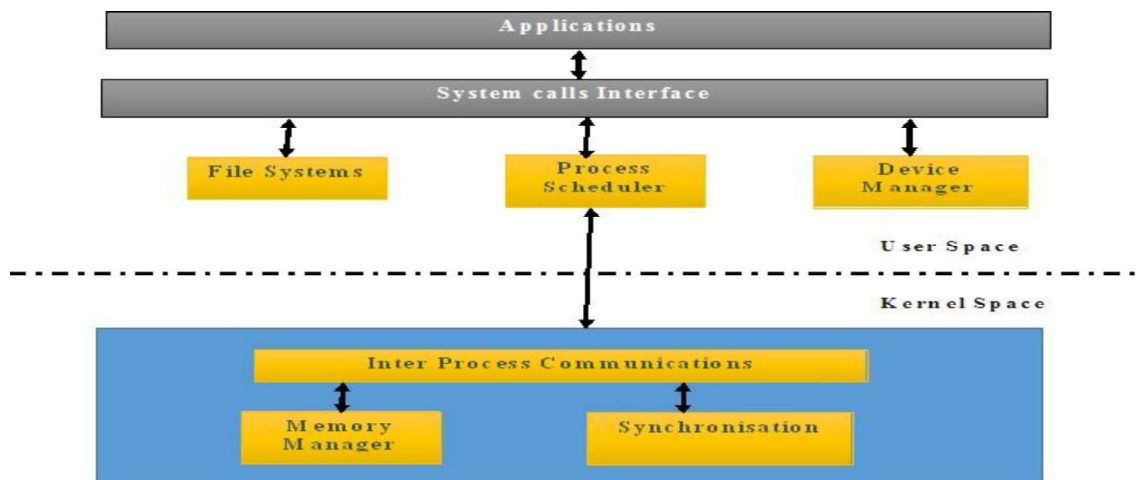 Applications
System calls Interface
File Systems
Process
Scheduler
Device
Manager
User Space
Kernel Space
Inter Process Communications
Memory
Manager
Synchronisation